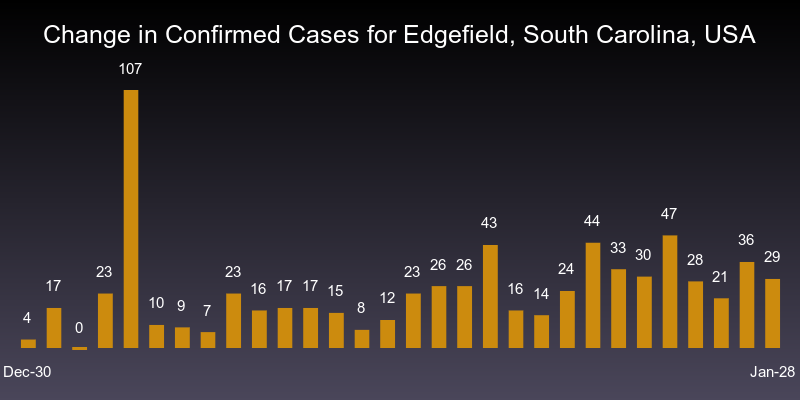 Change in Confirmed Cases for Edgefield, South Carolina, USA
4 17 0 23 107 10 9 7 23 16 17 17 15 8 12 23 26 26 43 16 14 24 44 33 30 47 28 21 36 29
Dec-30 Jan-28